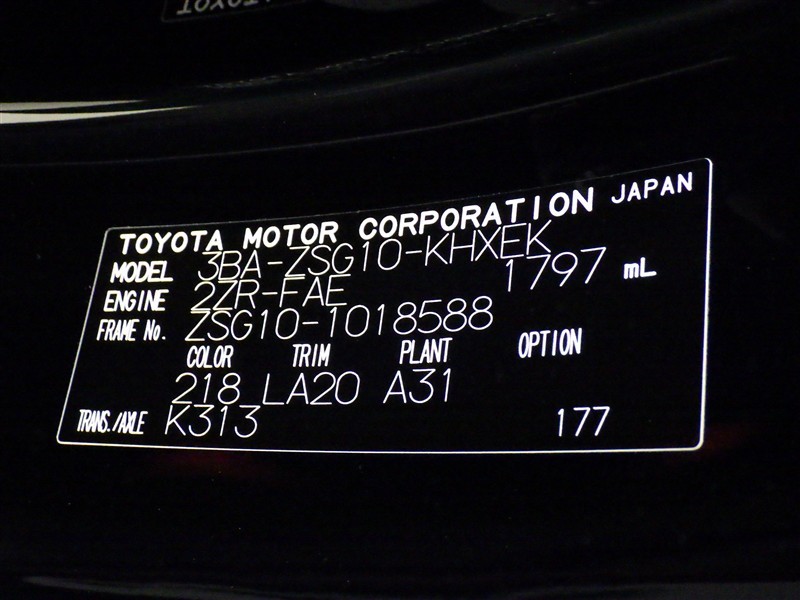 TOYOTA MOTOR CORPORATION JAPAN
MODEL 3BA-ZSG10-KHXEK
ENGINE 2ZR-FAE 1797 mL
FRAME No. ZSG10-1018588
COLOR TRIM PLANT OPTION
218 LA20 A31
TRANS./AXLE K313 177